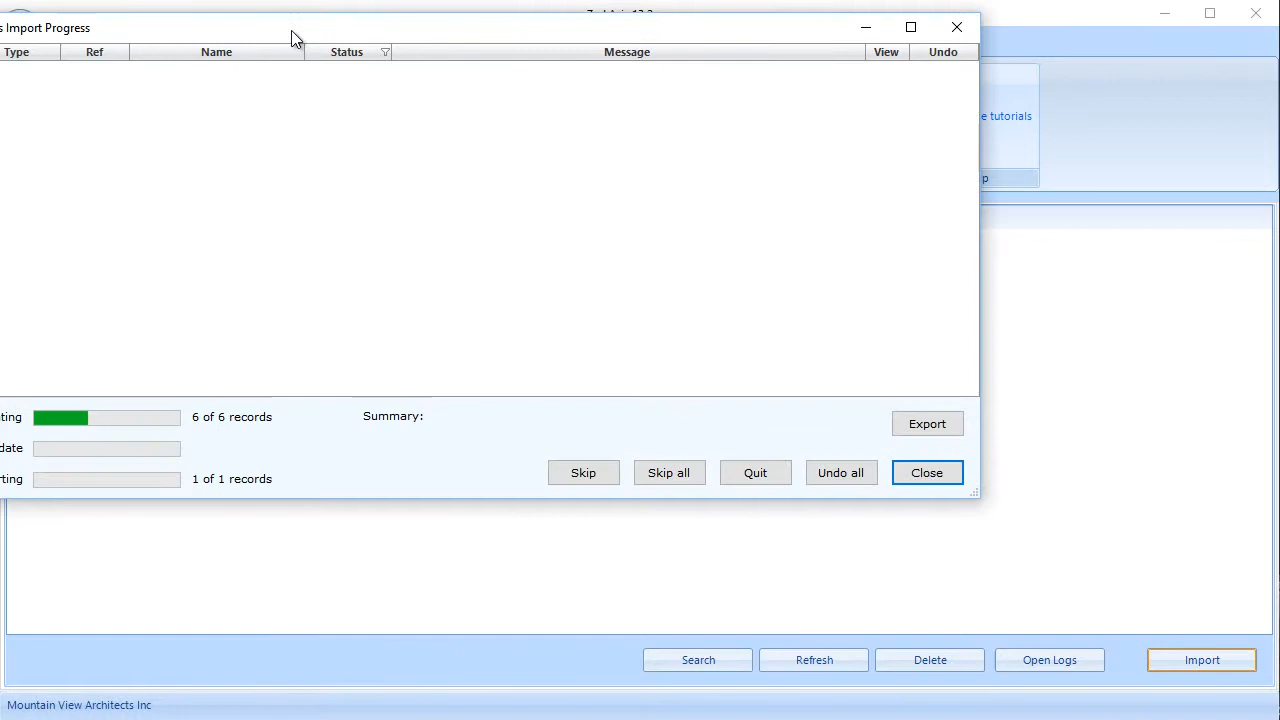 s Import Progress
Type Ref Name Status Message View Undo
e tutorials
p
ting 6 of 6 records Summary: Export
date
rting 1 of 1 records Skip Skip all Quit Undo all Close
Search Refresh Delete Open Logs Import
Mountain View Architects Inc